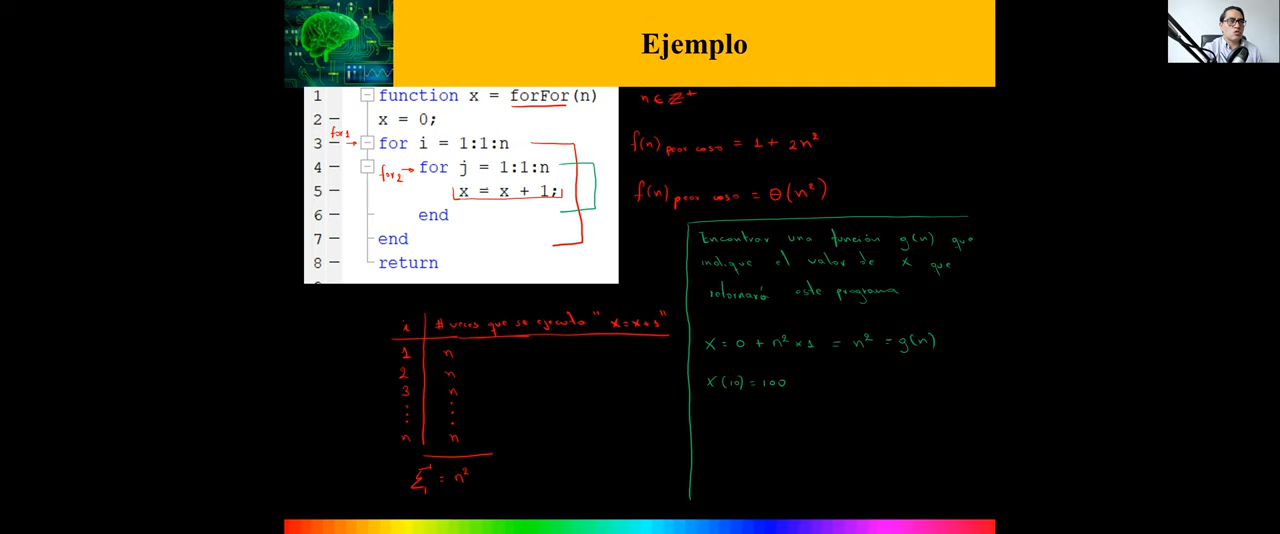 Ejemplo
1 function x = forFor(n)
2 x = 0;
for1
3 for i = 1:1:n
for2
4 for j = 1:1:n
5 x = x + 1;
6 end
7 end
8 return
n ∈ Z+
f(n) peor caso = 1 + 2n²
f(n) peor caso = Θ(n²)
Encontrar una función g(n) que
indique el valor de x que
retornará este programa
x = 0 + n² × 1 = n² = g(n)
x(10) = 100
i # veces que se ejecuta "x=x+1"
1 n
2 n
3 n
⋮ ⋮
n n
Σ = n²